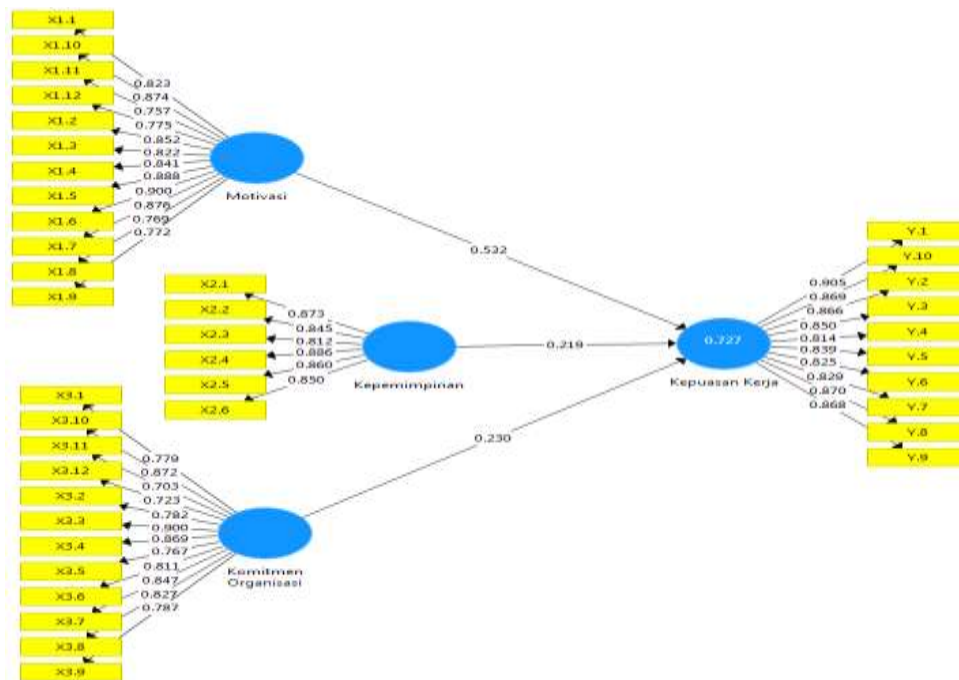 X1.1
X1.10
X1.11
X1.12
X1.2
X1.3
X1.4
X1.5
X1.6
X1.7
X1.8
X1.9
0.823
0.874
0.757
0.775
0.852
0.822
0.841
0.888
0.900
0.876
0.769
0.772
Motivasi
0.532
X2.1
X2.2
X2.3
X2.4
X2.5
X2.6
0.873
0.845
0.812
0.886
0.860
0.850
Kepemimpinan
0.219
X3.1
X3.10
X3.11
X3.12
X3.2
X3.3
X3.4
X3.5
X3.6
X3.7
X3.8
X3.9
0.779
0.872
0.703
0.723
0.782
0.900
0.869
0.767
0.811
0.847
0.827
0.787
Komitmen
Organisasi
0.230
0.727
Kepuasan Kerja
0.905
0.869
0.866
0.850
0.814
0.839
0.825
0.829
0.870
0.868
Y.1
Y.10
Y.2
Y.3
Y.4
Y.5
Y.6
Y.7
Y.8
Y.9